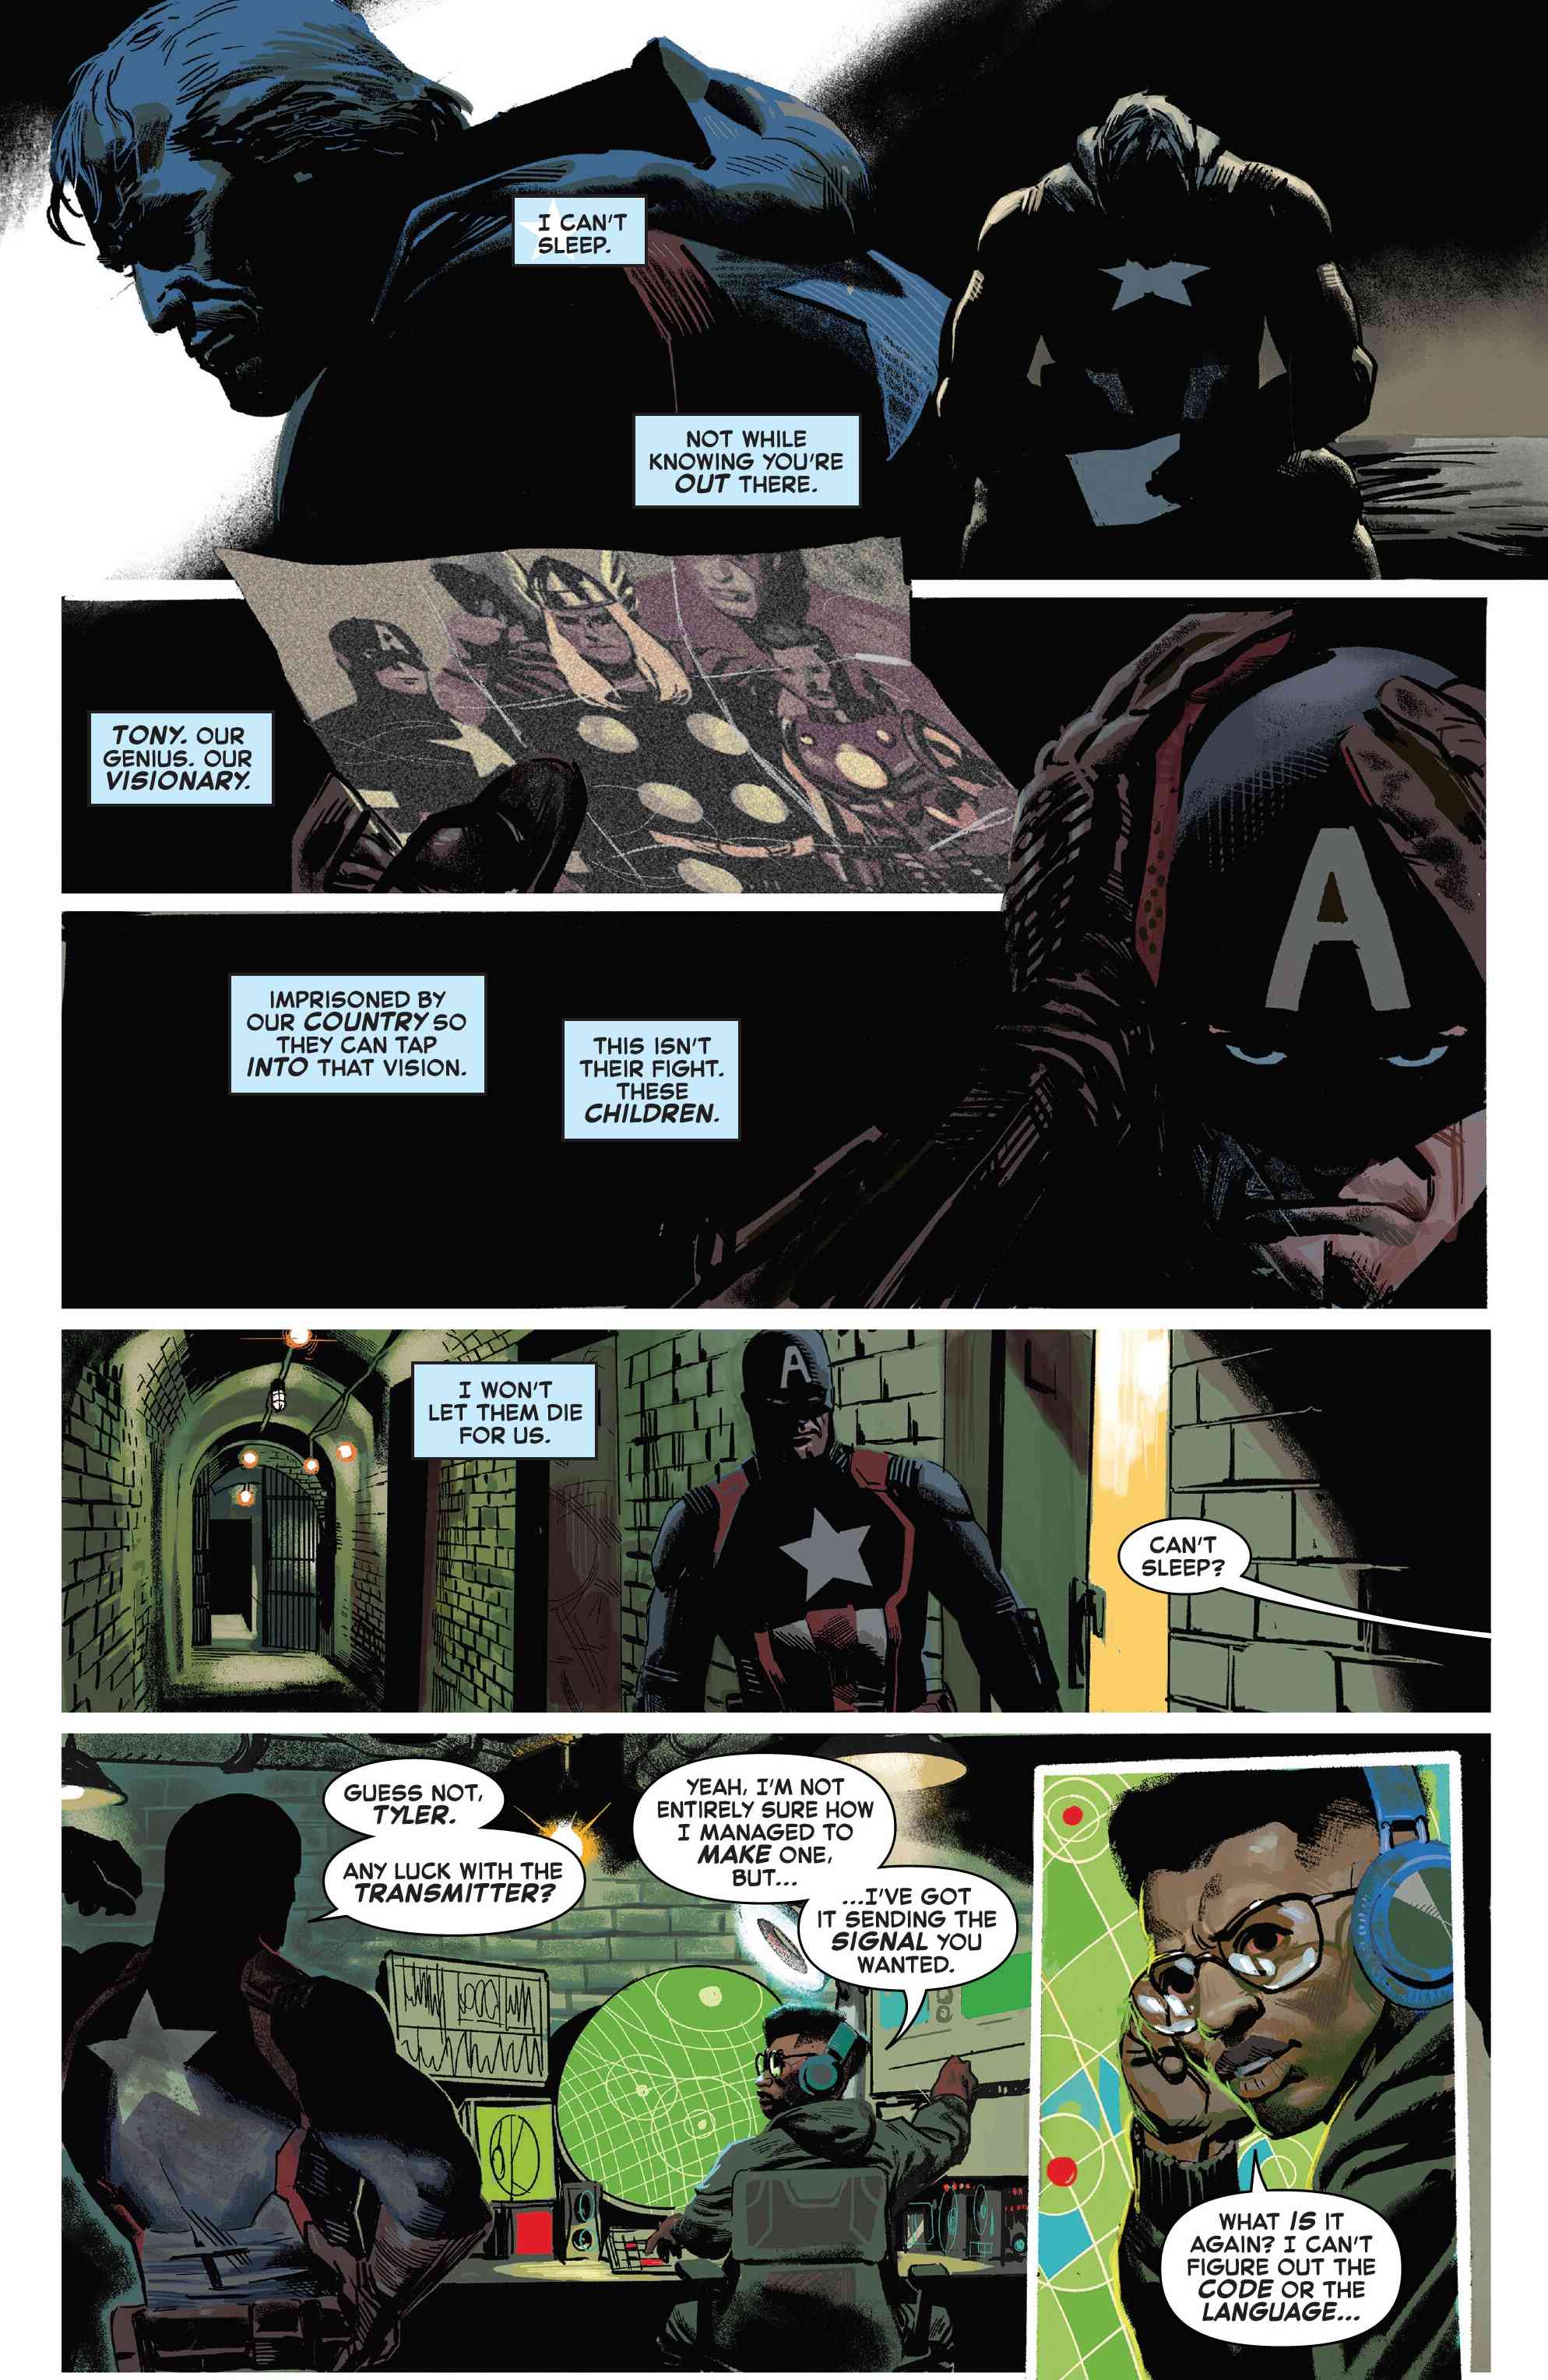 I CAN'T
SLEEP.
NOT WHILE
KNOWING YOU'RE
OUT THERE.
A
TONY. OUR
GENIUS. OUR
VISIONARY.
A
IMPRISONED BY
OUR COUNTRY SO
THEY CAN TAP
INTO THAT VISION.
THIS ISN'T
THEIR FIGHT.
THESE
CHILDREN.
I WON'T
LET THEM DIE
FOR US.
A
CAN'T
SLEEP?
GUESS NOT,
TYLER.
ANY LUCK WITH THE
TRANSMITTER?
YEAH, I'M NOT
ENTIRELY SURE HOW
I MANAGED TO
MAKE ONE,
BUT...
...I'VE GOT
IT SENDING THE
SIGNAL YOU
WANTED.
WHAT IS IT
AGAIN? I CAN'T
FIGURE OUT THE
CODE OR THE
LANGUAGE...